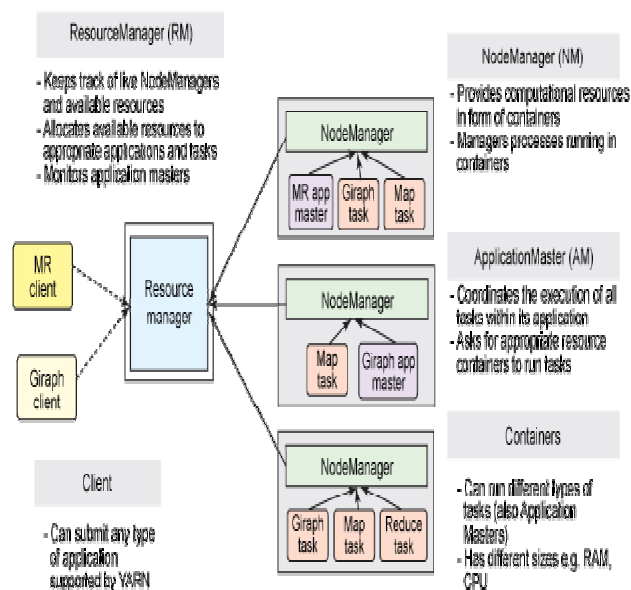 ResourceManager (RM)
- Keeps track of live NodeManagers
and available resources
- Allocates available resources to
appropriate applications and tasks
- Monitors application masters
MR
client
Giraph
client
Resource
manager
Client
- Can submit any type
of application
supported by YARN
NodeManager
MR app
master
Giraph
task
Map
task
NodeManager
Map
task
Giraph app
master
NodeManager
Giraph
task
Map
task
Reduce
task
NodeManager (NM)
- Provides computational resources
in form of containers
- Managers processes running in
containers
ApplicationMaster (AM)
- Coordinates the execution of all
tasks within its application
- Asks for appropriate resource
containers to run tasks
Containers
- Can run different types of
tasks (also Application
Masters)
- Has different sizes e.g. RAM,
CPU